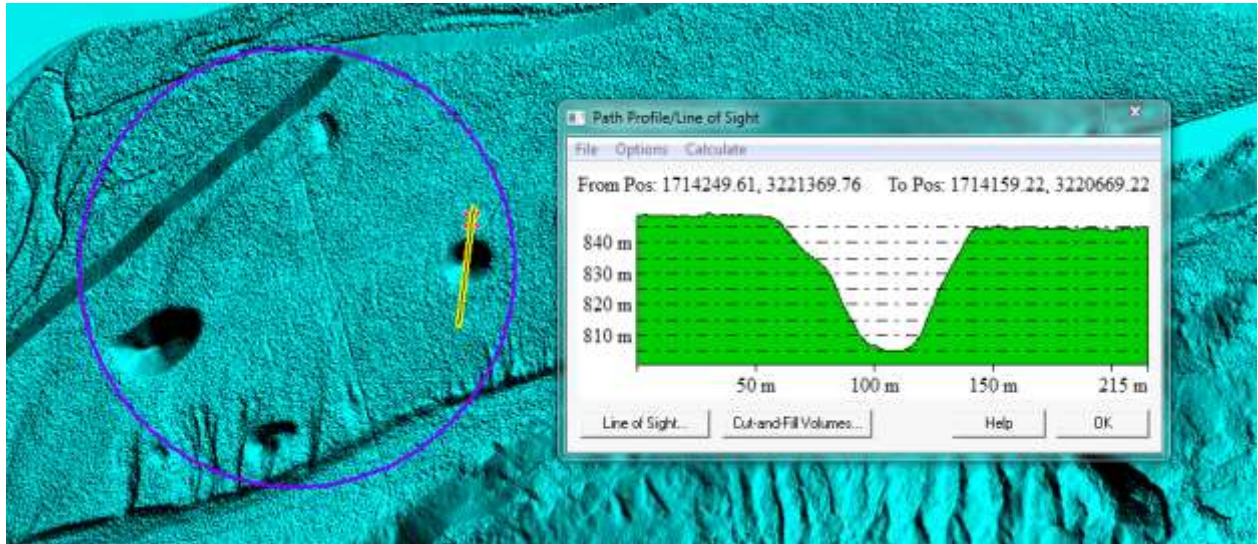 Path Profile/Line of Sight
File Options Calculate
From Pos: 1714249.61, 3221369.76 To Pos: 1714159.22, 3220669.22
840 m
830 m
820 m
810 m
50 m 100 m 150 m 215 m
Line of Sight... Cut-and-Fill Volumes... Help OK